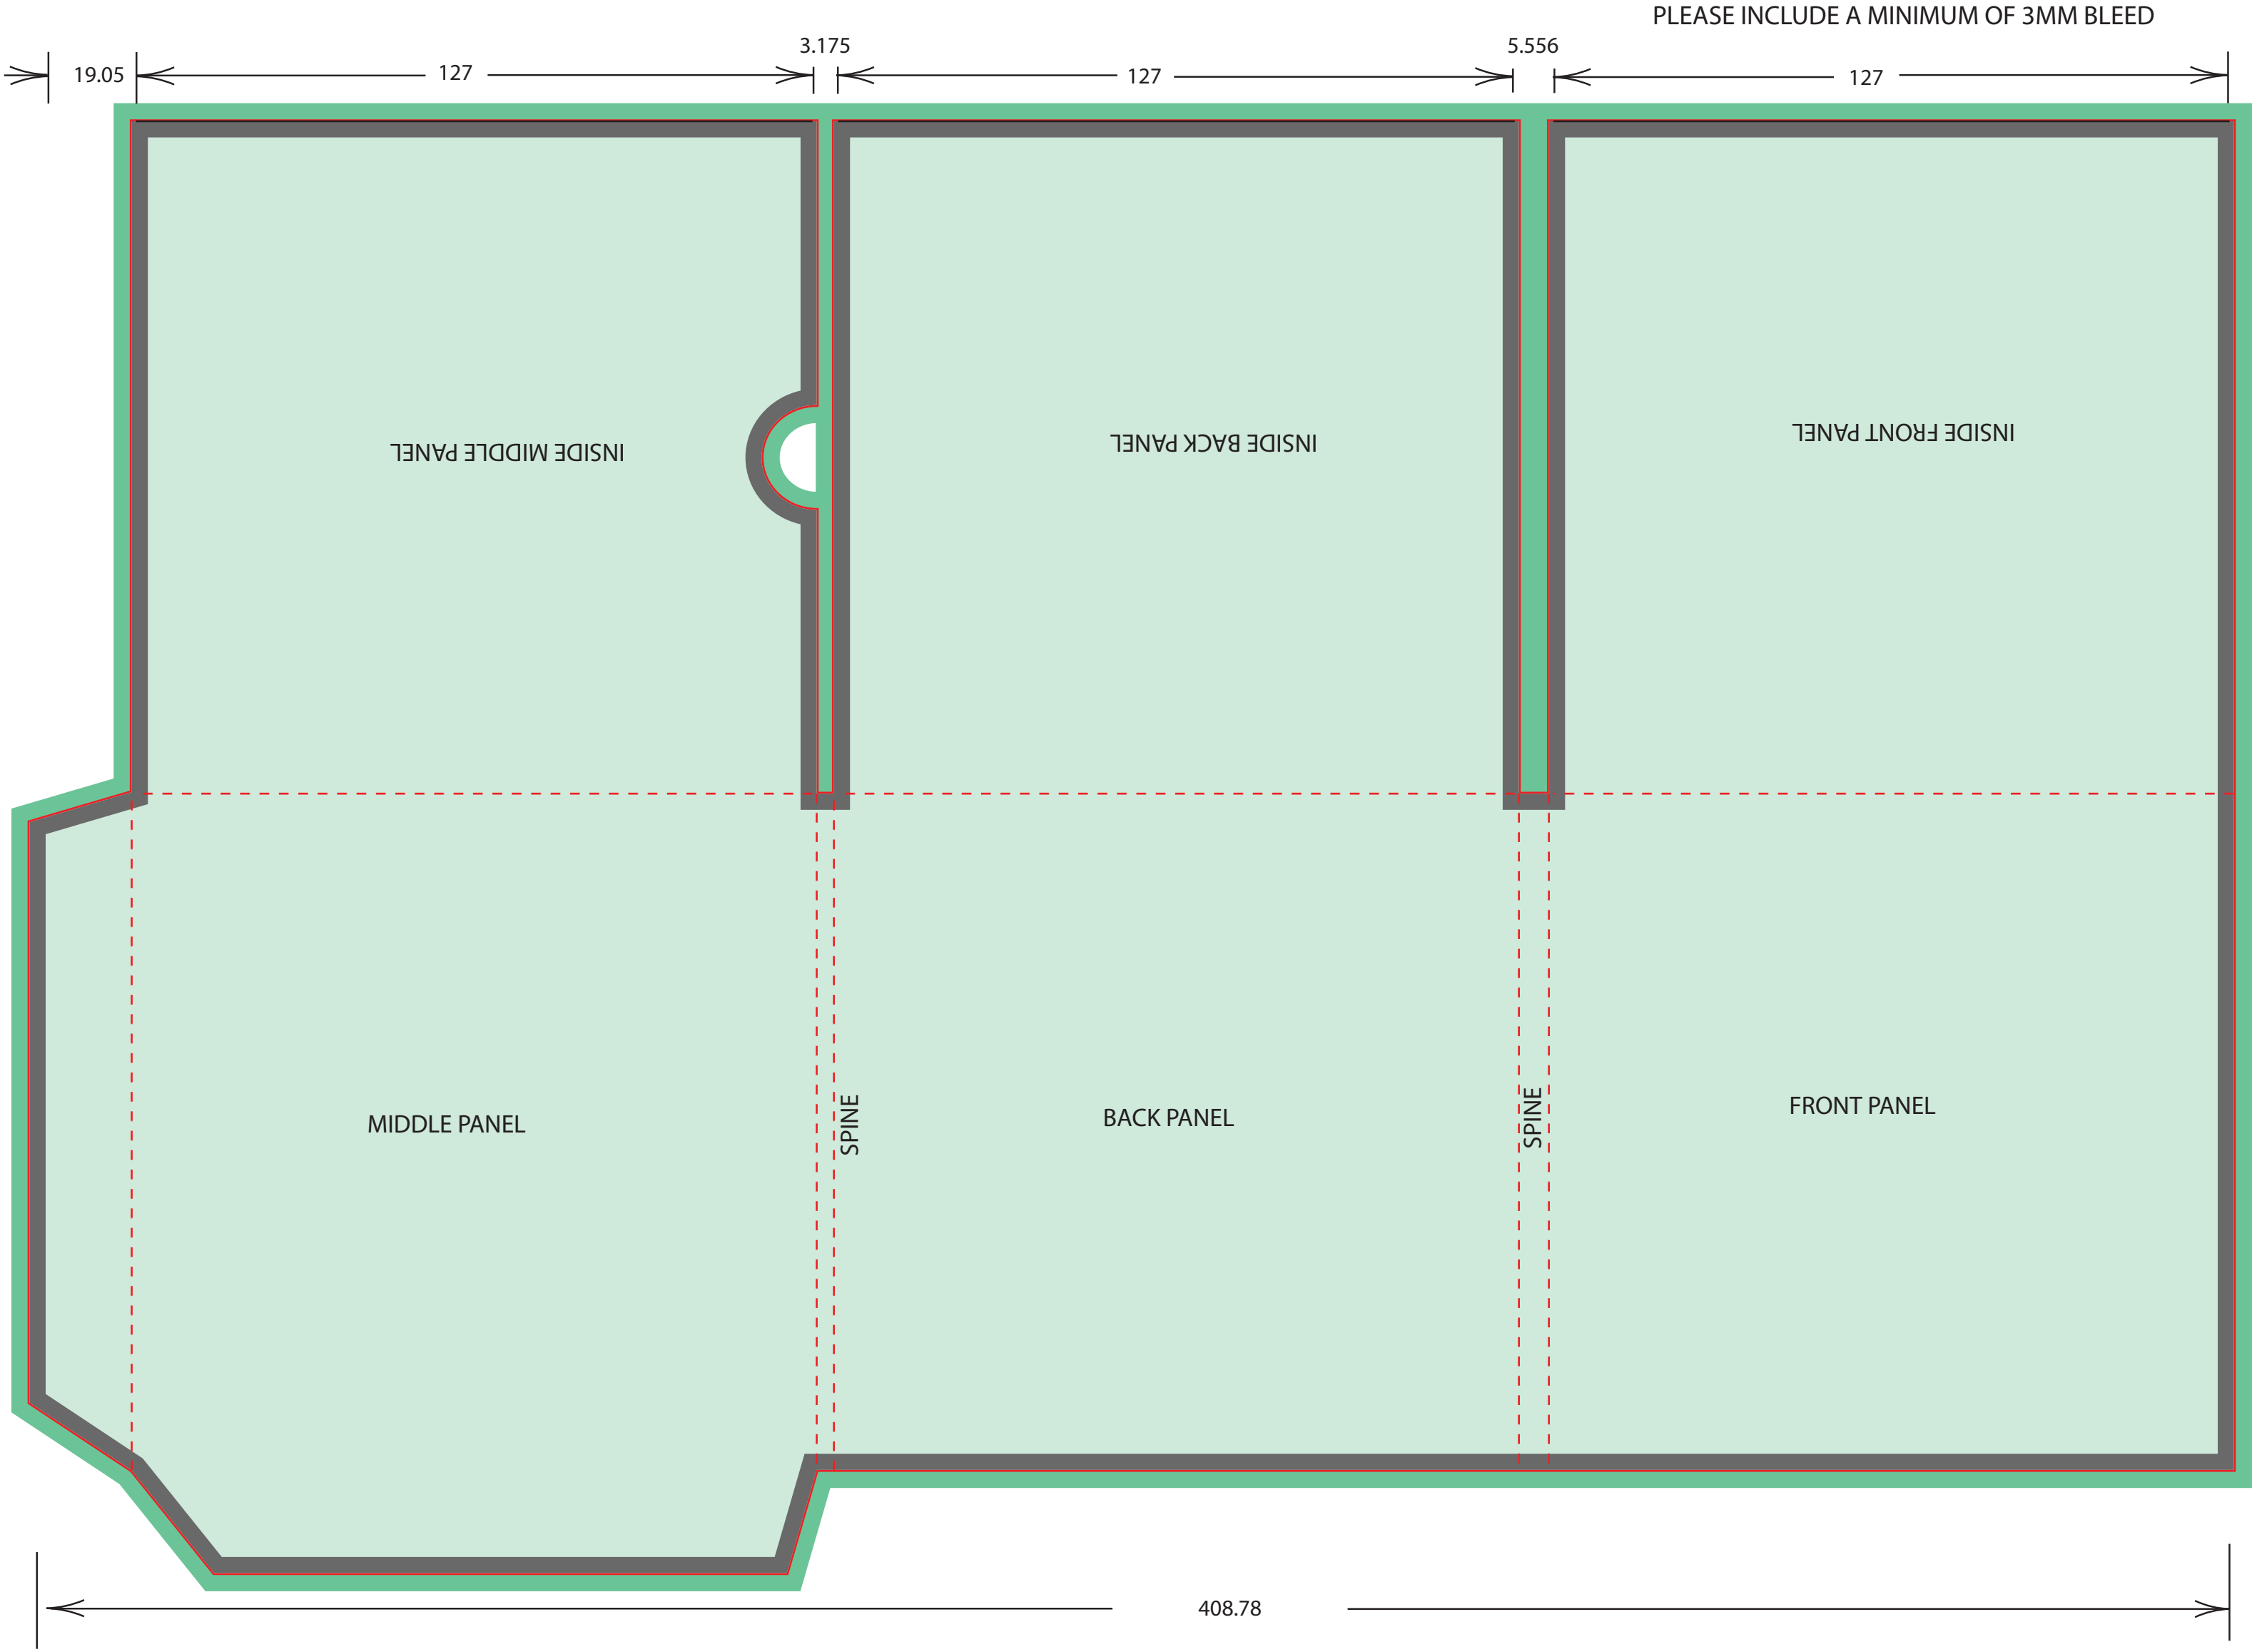 PLEASE INCLUDE A MINIMUM OF 3MM BLEED
3.175
5.556
19.05
127
127
127
INSIDE MIDDLE PANEL
INSIDE BACK PANEL
INSIDE FRONT PANEL
MIDDLE PANEL
SPINE
BACK PANEL
SPINE
FRONT PANEL
408.78